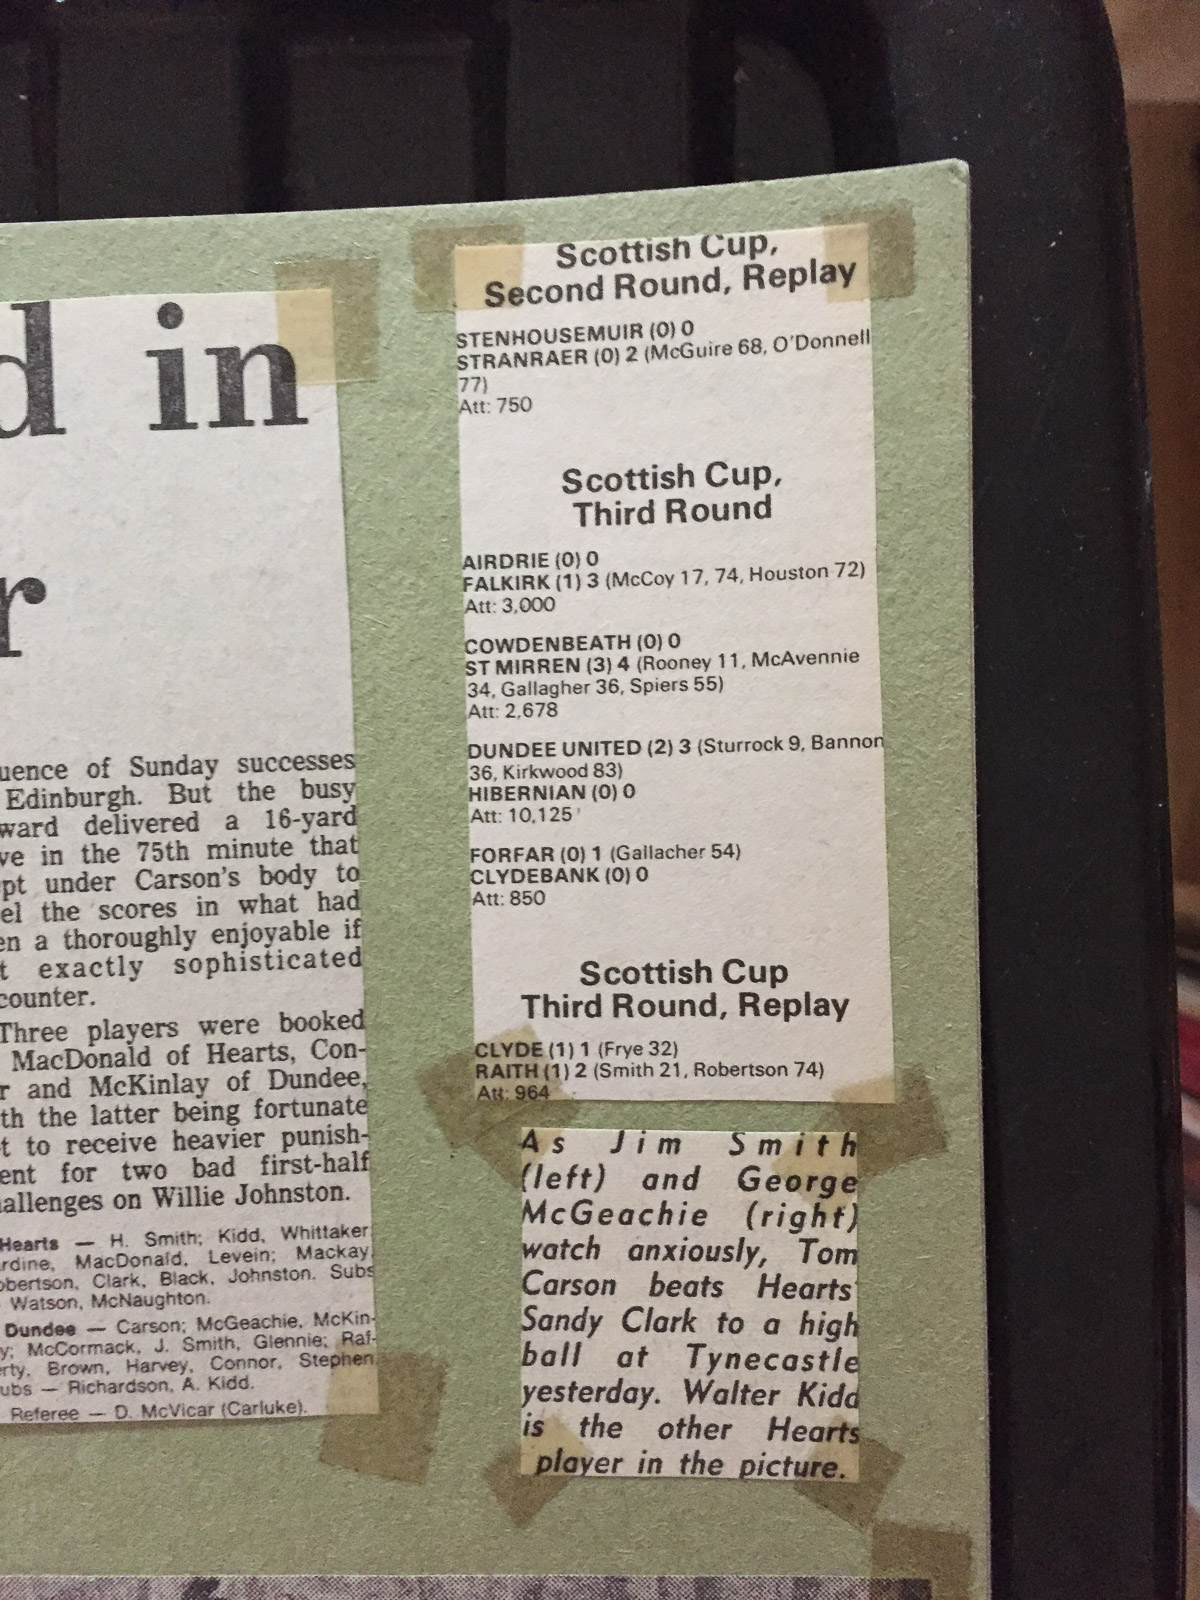 d in
r
uence of Sunday successes
Edinburgh. But the busy
ward delivered a 16-yard
ve in the 75th minute that
pt under Carson's body to
el the scores in what had
en a thoroughly enjoyable if
t exactly sophisticated
counter.
Three players were booked
MacDonald of Hearts, Con-
r and McKinlay of Dundee,
th the latter being fortunate
t to receive heavier punish-
ent for two bad first-half
allenges on Willie Johnston.
Hearts — H. Smith; Kidd, Whittaker
rdine, MacDonald, Levein; Mackay
obertson, Clark, Black, Johnston. Subs
Watson, McNaughton.
Dundee — Carson; McGeachie, McKin-
y; McCormack, J. Smith, Glennie; Raf-
erty, Brown, Harvey, Connor, Stephen.
ubs — Richardson, A. Kidd.
Referee — D. McVicar (Carluke).
Scottish Cup,
Second Round, Replay
STENHOUSEMUIR (0) 0
STRANRAER (0) 2 (McGuire 68, O'Donnell
77)
Att: 750
Scottish Cup,
Third Round
AIRDRIE (0) 0
FALKIRK (1) 3 (McCoy 17, 74, Houston 72)
Att: 3,000
COWDENBEATH (0) 0
ST MIRREN (3) 4 (Rooney 11, McAvennie
34, Gallagher 36, Spiers 55)
Att: 2,678
DUNDEE UNITED (2) 3 (Sturrock 9, Bannon
36, Kirkwood 83)
HIBERNIAN (0) 0
Att: 10,125
FORFAR (0) 1 (Gallacher 54)
CLYDEBANK (0) 0
Att: 850
Scottish Cup
Third Round, Replay
CLYDE (1) 1 (Frye 32)
RAITH (1) 2 (Smith 21, Robertson 74)
Att: 964
As Jim Smith
(left) and George
McGeachie (right)
watch anxiously, Tom
Carson beats Hearts'
Sandy Clark to a high
ball at Tynecastle
yesterday. Walter Kidd
is the other Hearts
player in the picture.